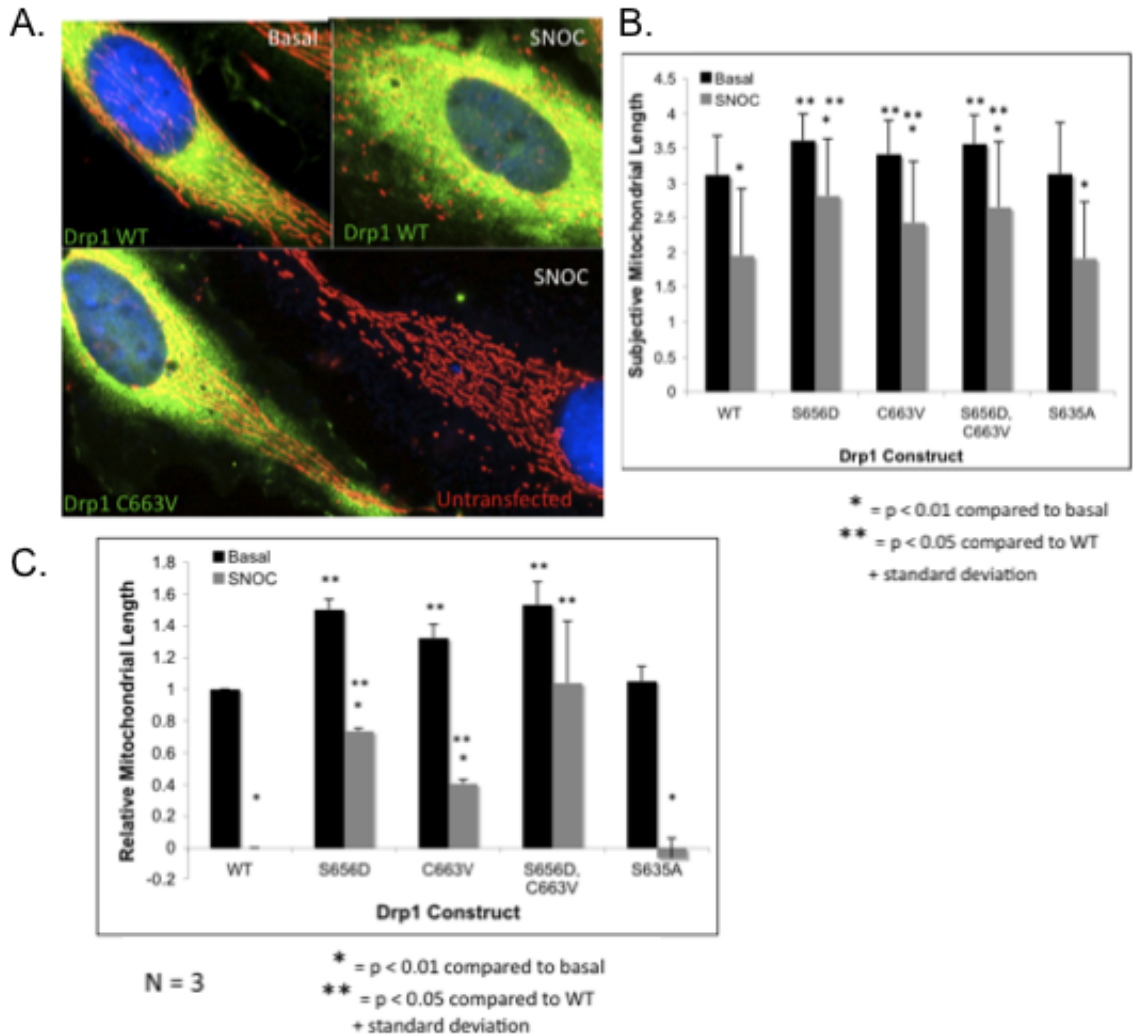 A.
Basal
SNOC
Drp1 WT
Drp1 WT
SNOC
Drp1 C663V
Untransfected
B.
Basal
SNOC
Subjective Mitochondrial Length
4.5
4
3.5
3
2.5
2
1.5
1
0.5
0
** ** ** ** **
* ** * * *
*
WT S656D C663V S656D, C663V S635A
Drp1 Construct
* = p < 0.01 compared to basal
** = p < 0.05 compared to WT
+ standard deviation
C.
Basal
SNOC
Relative Mitochondrial Length
1.8
1.6
1.4
1.2
1
0.8
0.6
0.4
0.2
0
-0.2
** ** ** **
** **
* * * *
WT S656D C663V S656D, C663V S635A
Drp1 Construct
N = 3
* = p < 0.01 compared to basal
** = p < 0.05 compared to WT
+ standard deviation